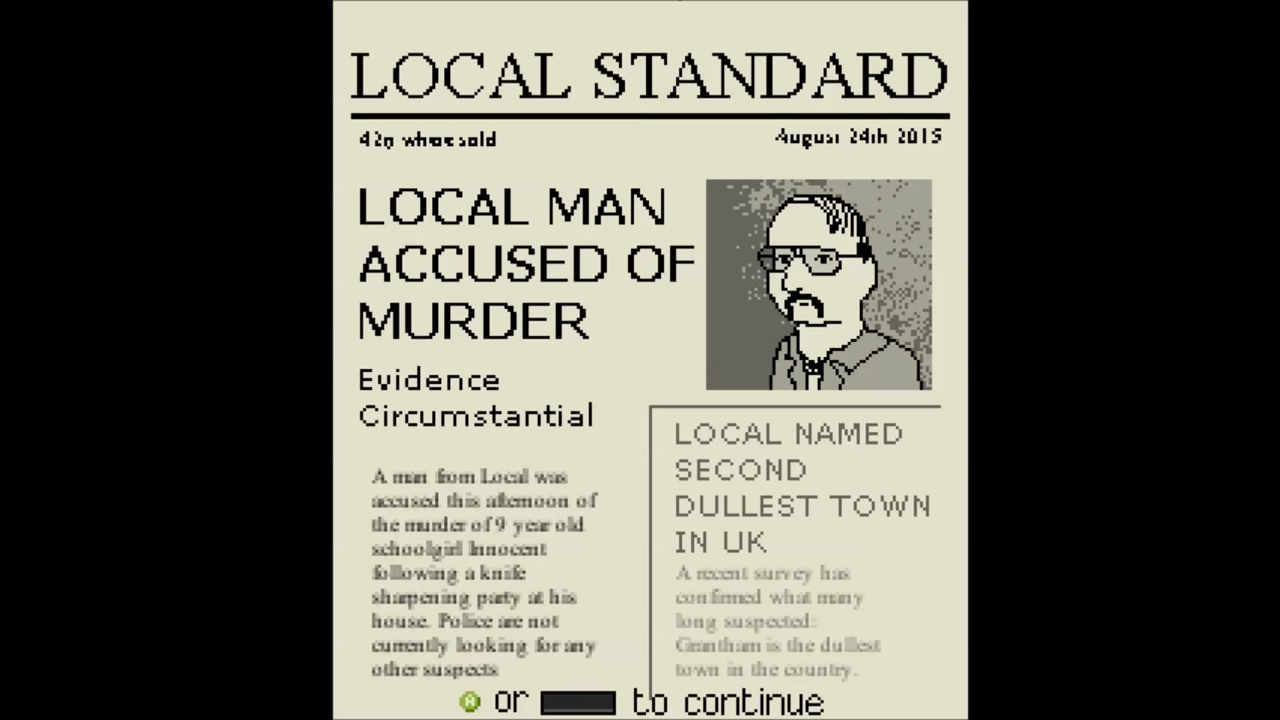 LOCAL STANDARD
42p where sold
August 24th 2015
LOCAL MAN
ACCUSED OF
MURDER
Evidence
Circumstantial
A man from Local was
accused this afternoon of
the murder of 9 year old
schoolgirl Innocent
following a knife
sharpening party at his
house. Police are not
currently looking for any
other suspects
LOCAL NAMED
SECOND
DULLEST TOWN
IN UK
A recent survey has
confirmed what many
long suspected:
Grantham is the dullest
town in the country.
A or to continue